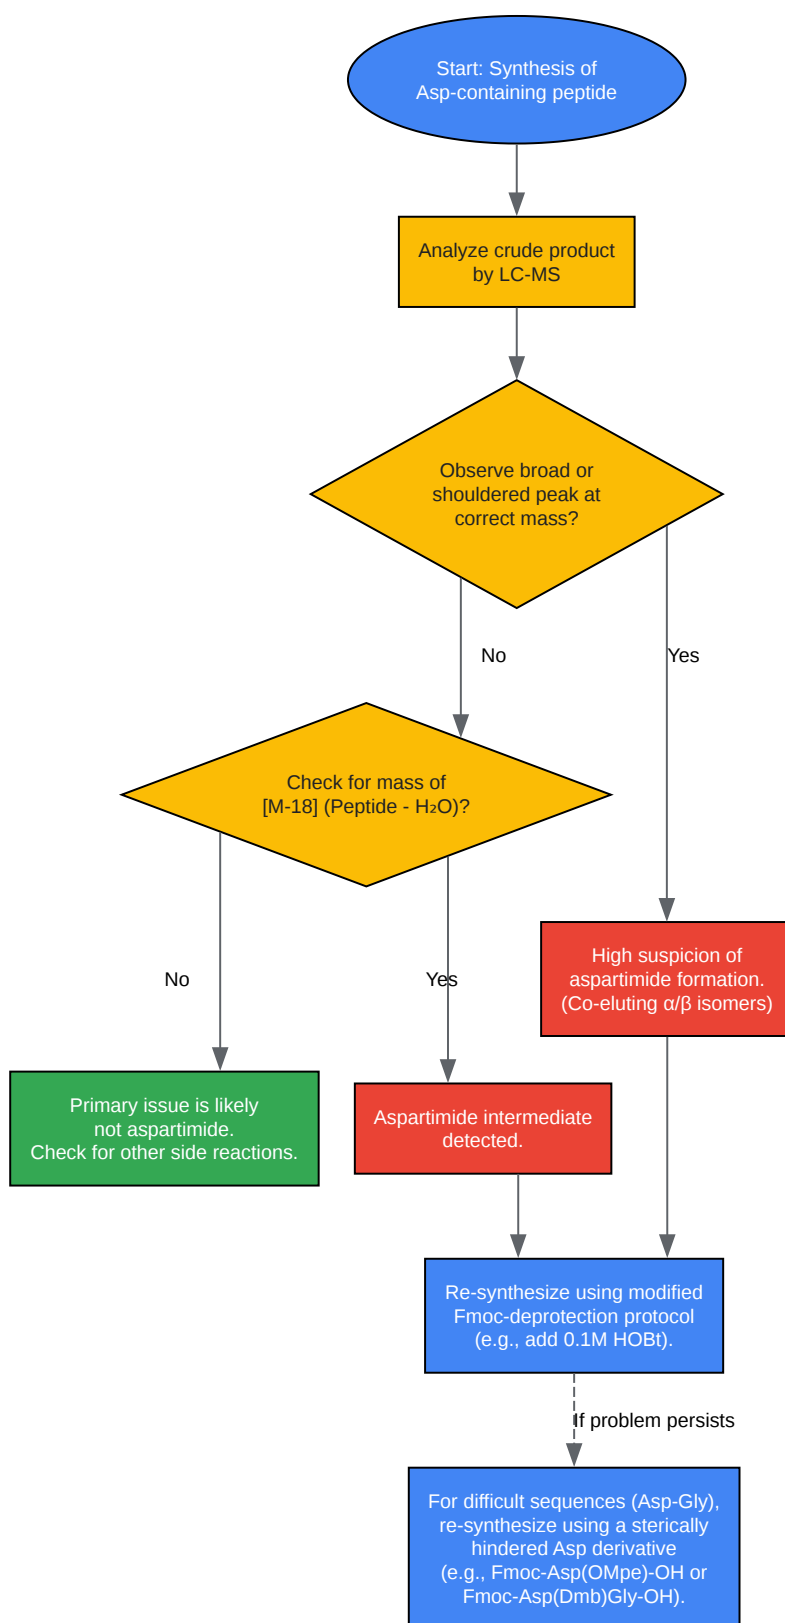 Start: Synthesis of
Asp-containing peptide
Analyze crude product
by LC-MS
Observe broad or
shouldered peak at
correct mass?
No
Yes
Check for mass of
[M-18] (Peptide - H₂O)?
No
Yes
High suspicion of
aspartimide formation.
(Co-eluting α/β isomers)
Primary issue is likely
not aspartimide.
Check for other side reactions.
Aspartimide intermediate
detected.
Re-synthesize using modified
Fmoc-deprotection protocol
(e.g., add 0.1M HOBt).
If problem persists
For difficult sequences (Asp-Gly),
re-synthesize using a sterically
hindered Asp derivative
(e.g., Fmoc-Asp(OMpe)-OH or
Fmoc-Asp(Dmb)Gly-OH).